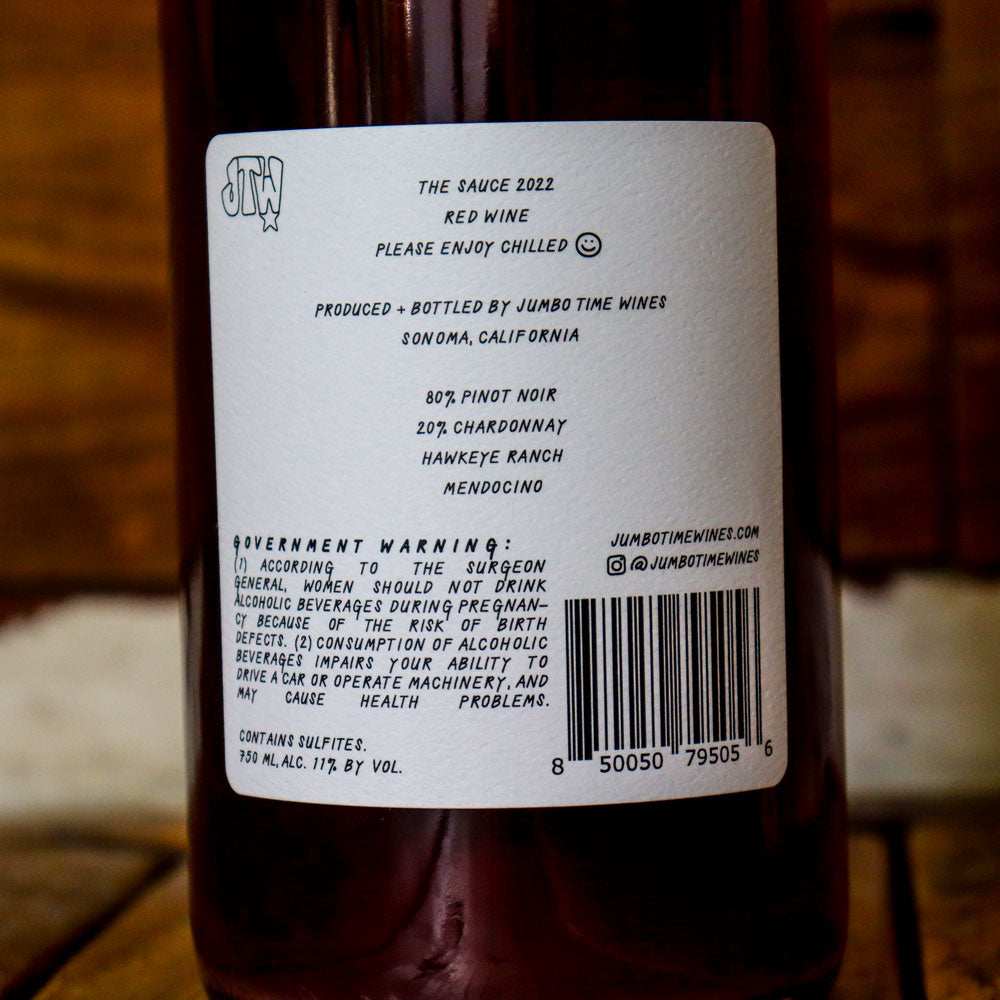 JTW
THE SAUCE 2022
RED WINE
PLEASE ENJOY CHILLED
PRODUCED + BOTTLED BY JUMBO TIME WINES
SONOMA, CALIFORNIA
80% PINOT NOIR
20% CHARDONNAY
HAWKEYE RANCH
MENDOCINO
GOVERNMENT WARNING:
(1) ACCORDING TO THE SURGEON
GENERAL, WOMEN SHOULD NOT DRINK
ALCOHOLIC BEVERAGES DURING PREGNAN-
CY BECAUSE OF THE RISK OF BIRTH
DEFECTS. (2) CONSUMPTION OF ALCOHOLIC
BEVERAGES IMPAIRS YOUR ABILITY TO
DRIVE A CAR OR OPERATE MACHINERY, AND
MAY CAUSE HEALTH PROBLEMS.
CONTAINS SULFITES.
750 ML, ALC. 11% BY VOL.
JUMBOTIMEWINES.COM
@JUMBOTIMEWINES
8 50050 79505 6